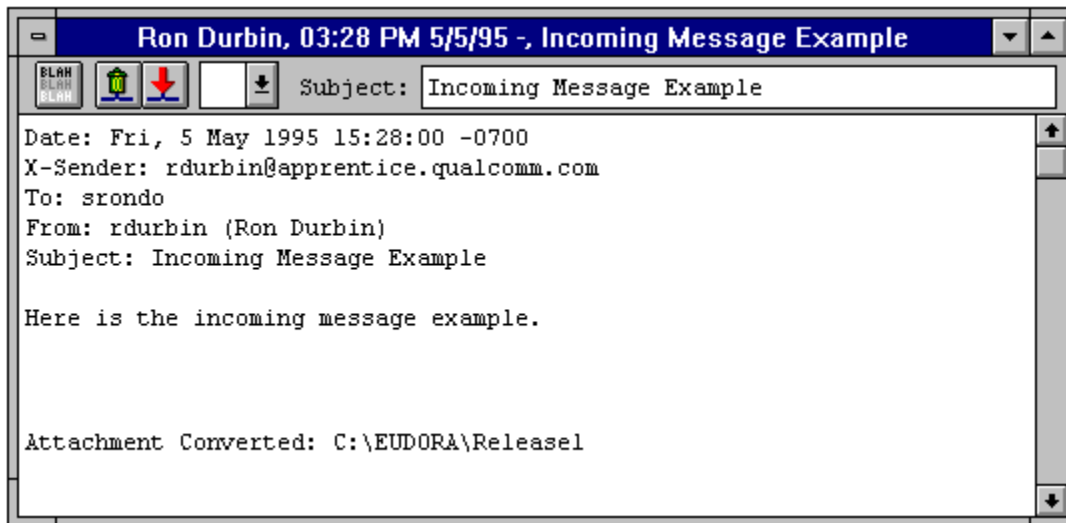 Ron Durbin, 03:28 PM 5/5/95 -, Incoming Message Example
BLAH
BLAH
BLAH
Subject: Incoming Message Example
Date: Fri, 5 May 1995 15:28:00 -0700
X-Sender: rdurbin@apprentice.qualcomm.com
To: srondo
From: rdurbin (Ron Durbin)
Subject: Incoming Message Example
Here is the incoming message example.
Attachment Converted: C:\EUDORA\Releasel